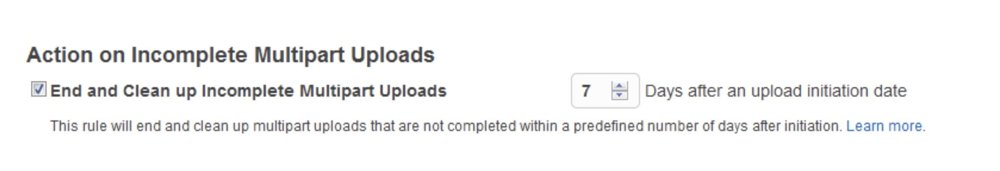 Action on Incomplete Multipart Uploads
End and Clean up Incomplete Multipart Uploads 7 Days after an upload initiation date
This rule will end and clean up multipart uploads that are not completed within a predefined number of days after initiation. Learn more.